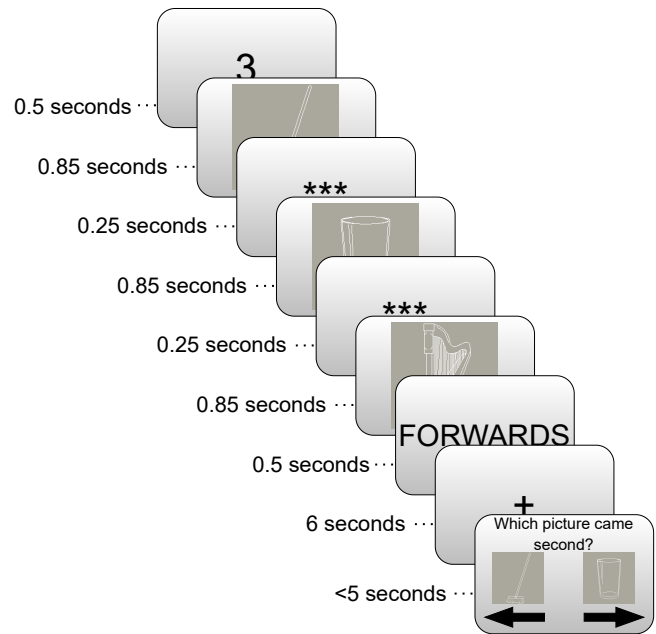 3
0.5 seconds
0.85 seconds
***
0.25 seconds
0.85 seconds
***
0.25 seconds
0.85 seconds
FORWARDS
0.5 seconds
+
6 seconds
Which picture came
second?
<5 seconds